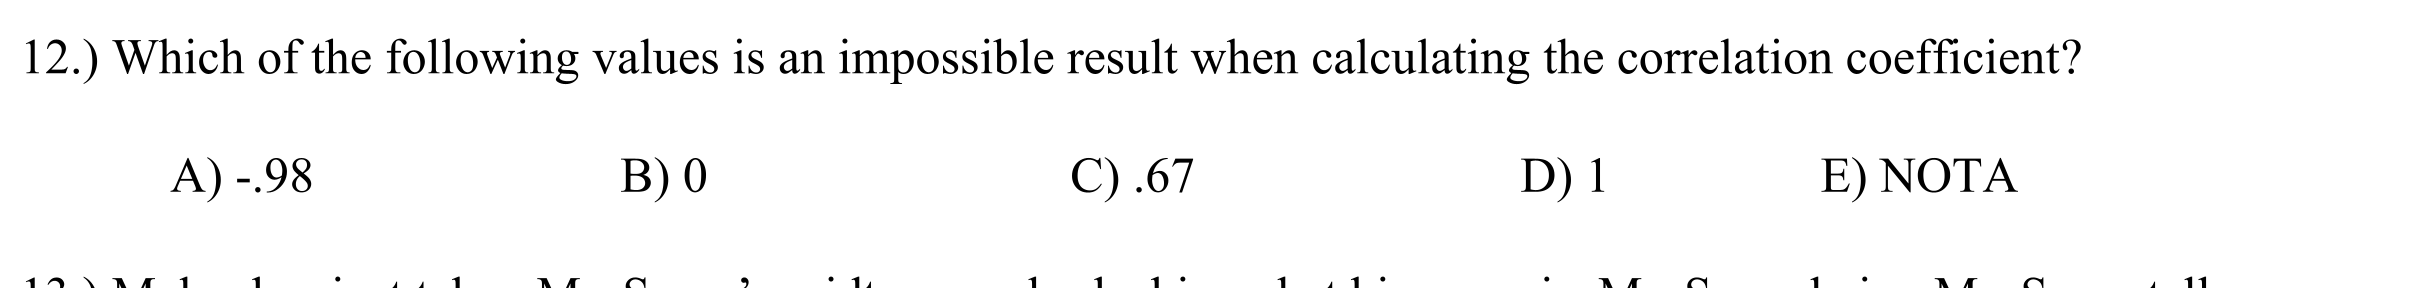 12.) Which of the following values is an impossible result when calculating the correlation coefficient?
A) -.98 B) 0 C) .67 D) 1 E) NOTA